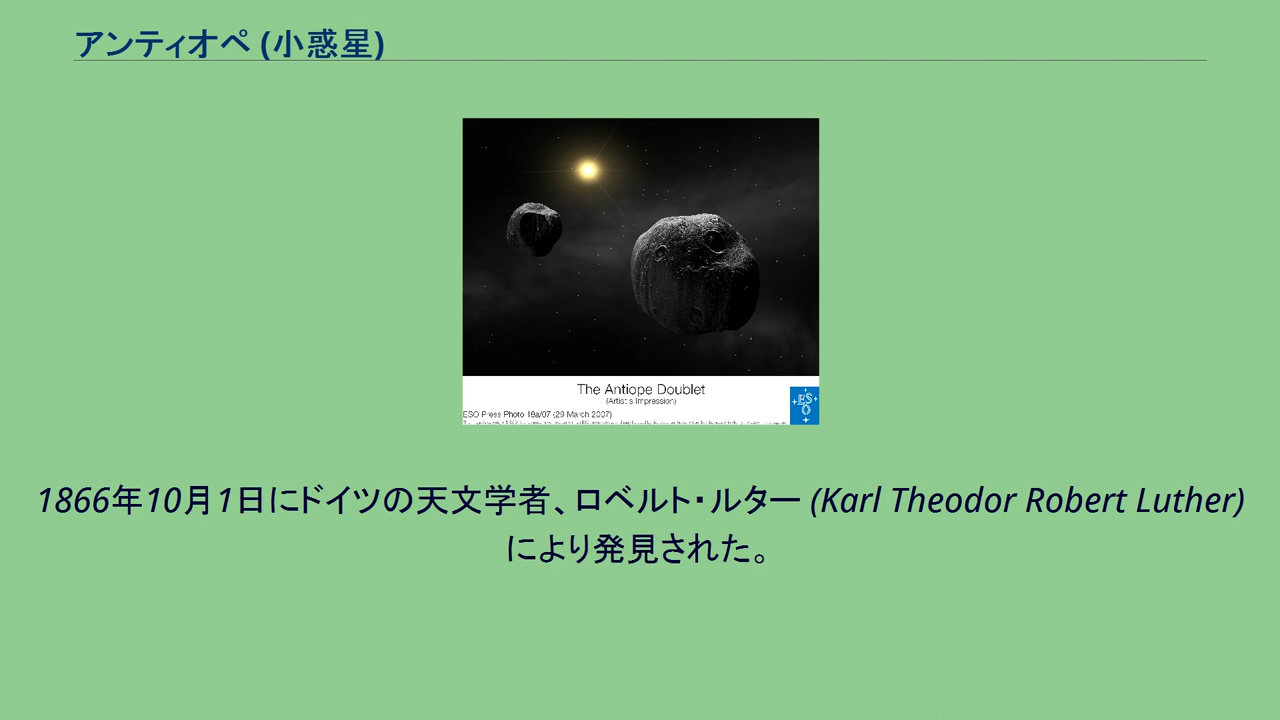 アンティオペ (小惑星)
The Antiope Doublet
(Artist's Impression)
ESO Press Photo 18a/07 (29 March 2007)
ESO
1866年10月1日にドイツの天文学者、ロベルト・ルター (Karl Theodor Robert Luther)
により発見された。